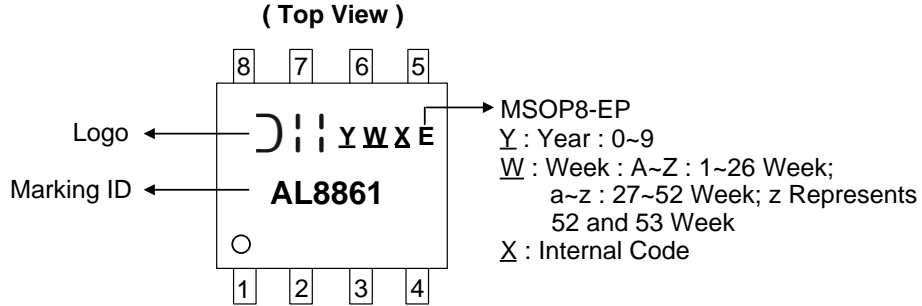 ( Top View )
8 7 6 5
Logo
Y W X E
MSOP8-EP
Y : Year : 0~9
W : Week : A~Z : 1~26 Week;
a~z : 27~52 Week; z Represents
52 and 53 Week
X : Internal Code
Marking ID
AL8861
1 2 3 4